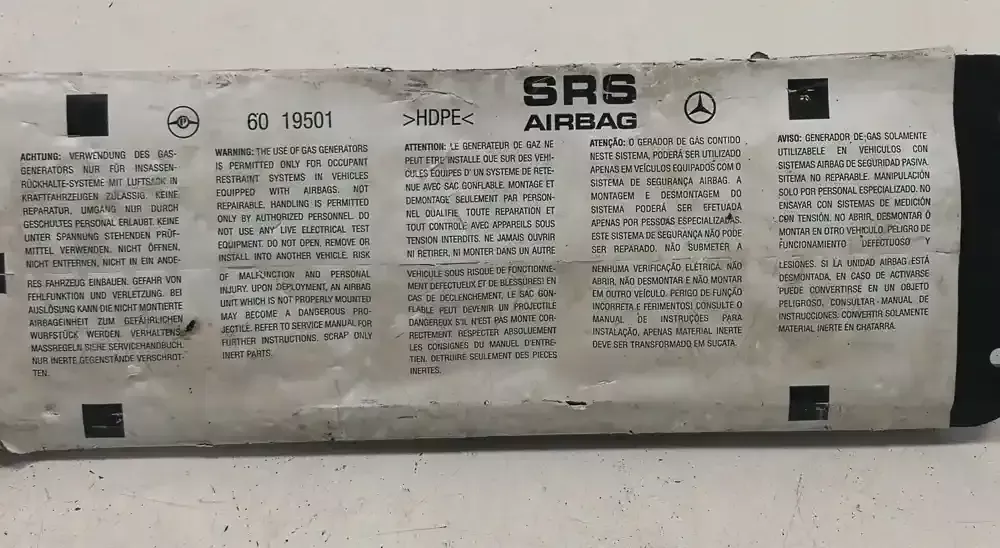 60 19501
>HDPE<
SRS
AIRBAG
ACHTUNG: VERWENDUNG DES GAS-
GENERATORS NUR FÜR INSASSEN-
RÜCKHALTE-SYSTEME MIT LUFTSACK IN
KRAFTFAHRZEUGEN ZULÄSSIG. KEINE
REPARATUR. UMGANG NUR DURCH
GESCHULTES PERSONAL ERLAUBT. KEINE
UNTER SPANNUNG STEHENDEN PRÜF-
MITTEL VERWENDEN. NICHT ÖFFNEN,
NICHT ENTFERNEN, NICHT IN EIN ANDE-
RES FAHRZEUG EINBAUEN. GEFAHR VON
FEHLFUNKTION UND VERLETZUNG. BEI
AUSLÖSUNG KANN DIE NICHT MONTIERTE
AIRBAGEINHEIT ZUM GEFÄHRLICHEN
WURFSTÜCK WERDEN. VERHALTENS-
MASSREGELN SIEHE SERVICEHANDBUCH.
NUR INERTE GEGENSTÄNDE VERSCHROT-
TEN.
WARNING: THE USE OF GAS GENERATORS
IS PERMITTED ONLY FOR OCCUPANT
RESTRAINT SYSTEMS IN VEHICLES
EQUIPPED WITH AIRBAGS. NOT
REPAIRABLE. HANDLING IS PERMITTED
ONLY BY AUTHORIZED PERSONNEL. DO
NOT USE ANY LIVE ELECTRICAL TEST
EQUIPMENT. DO NOT OPEN, REMOVE OR
INSTALL INTO ANOTHER VEHICLE. RISK
OF MALFUNCTION AND PERSONAL
INJURY. UPON DEPLOYMENT, AN AIRBAG
UNIT WHICH IS NOT PROPERLY MOUNTED
MAY BECOME A DANGEROUS PRO-
JECTILE. REFER TO SERVICE MANUAL FOR
FURTHER INSTRUCTIONS. SCRAP ONLY
INERT PARTS.
ATTENTION: LE GENERATEUR DE GAZ NE
PEUT ETRE INSTALLE QUE SUR DES VEHI-
CULES EQUIPES D' UN SYSTEME DE RETE-
NUE AVEC SAC GONFLABLE. MONTAGE ET
DEMONTAGE SEULEMENT PAR PERSON-
NEL QUALIFIE. TOUTE REPARATION ET
TOUT CONTROLE AVEC APPAREILS SOUS
TENSION INTERDITS. NE JAMAIS OUVRIR
NI RETIRER, NI MONTER DANS UN AUTRE
VEHICULE SOUS RISQUE DE FONCTIONNE-
MENT DEFECTUEUX ET DE BLESSURES! EN
CAS DE DECLENCHEMENT, LE SAC GON-
FLABLE PEUT DEVENIR UN PROJECTILE
DANGEREUX S'IL N'EST PAS MONTE COR-
RECTEMENT. RESPECTER ABSOLUEMENT
LES CONSIGNES DU MANUEL D'ENTRE-
TIEN. DETRUIRE SEULEMENT DES PIECES
INERTES.
ATENÇÃO: O GERADOR DE GÁS CONTIDO
NESTE SISTEMA, PODERÁ SER UTILIZADO
APENAS EM VEÍCULOS EQUIPADOS COM O
SISTEMA DE SEGURANÇA AIRBAG. A
MONTAGEM E DESMONTAGEM DO
SISTEMA PODERÁ SER EFETUADÁ
APENAS POR PESSOAS ESPECIALIZADAS.
ESTE SISTEMA DE SEGURANÇA NÃO PODE
SER REPARADO. NÃO SUBMETER A
NENHUMA VERIFICAÇÃO ELÉTRICA. NÃO
ABRIR, NÃO DESMONTAR E NÃO MONTAR
EM OUTRO VEÍCULO. PERIGO DE FUNÇÃO
INCORRETA E FERIMENTOS! CONSULTE O
MANUAL DE INSTRUÇÕES PARA
INSTALAÇÃO, APENAS MATERIAL INERTE
DEVE SER TRANSFORMADO EM SUCATA.
AVISO: GENERADOR DE GAS SOLAMENTE
UTILIZABELE EN VEHICULOS CON
SISTEMAS AIRBAG DE SEGURIDAD PASIVA.
SITEMA NO REPARABLE. MANIPULACIÓN
SOLO POR PERSONAL ESPECIALIZADO. NO
ENSAYAR CON SISTEMAS DE MEDICIÓN
CON TENSIÓN. NO ABRIR, DESMONTAR Ó
MONTAR EN OTRO VEHICULO. PELIGRO DE
FUNCIONAMIENTO DEFECTUOSO Y
LESIONES. SI LA UNIDAD AIRBAG ESTÁ
DESMONTADA, EN CASO DE ACTIVARSE
PUEDE CONVERTIRSE EN UN OBJETO
PELIGROSO, CONSULTAR MANUAL DE
INSTRUCCIONES. CONVERTIR SOLAMENTE
MATERIAL INERTE EN CHATARRA.